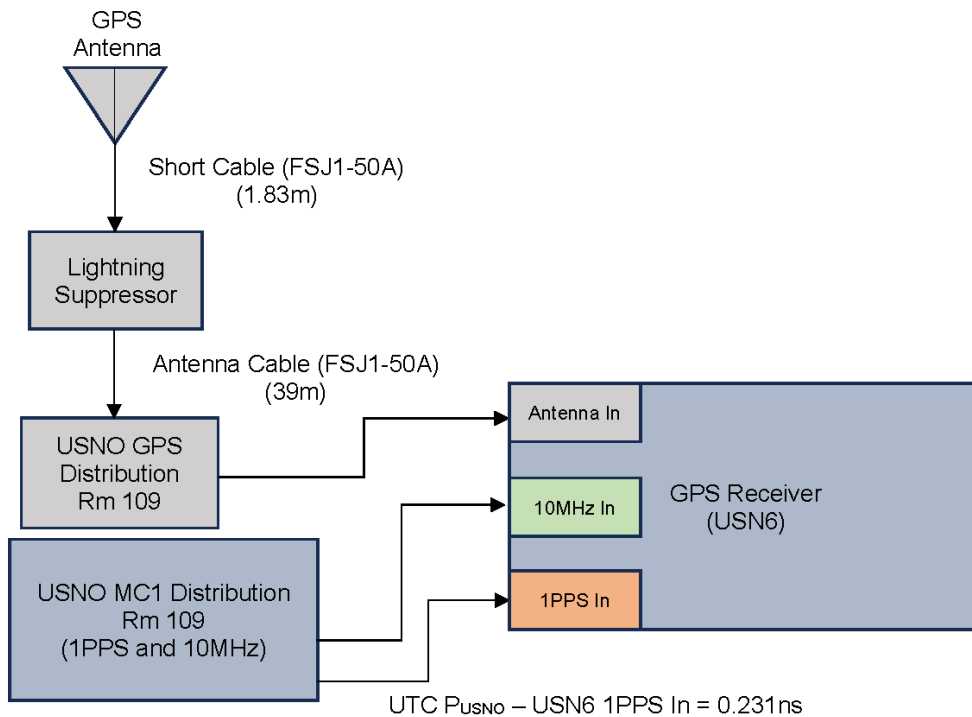 GPS
Antenna
Short Cable (FSJ1-50A)
(1.83m)
Lightning
Suppressor
Antenna Cable (FSJ1-50A)
(39m)
USNO GPS
Distribution
Rm 109
Antenna In
10MHz In
1PPS In
GPS Receiver
(USN6)
USNO MC1 Distribution
Rm 109
(1PPS and 10MHz)
UTC PUSNO – USN6 1PPS In = 0.231ns